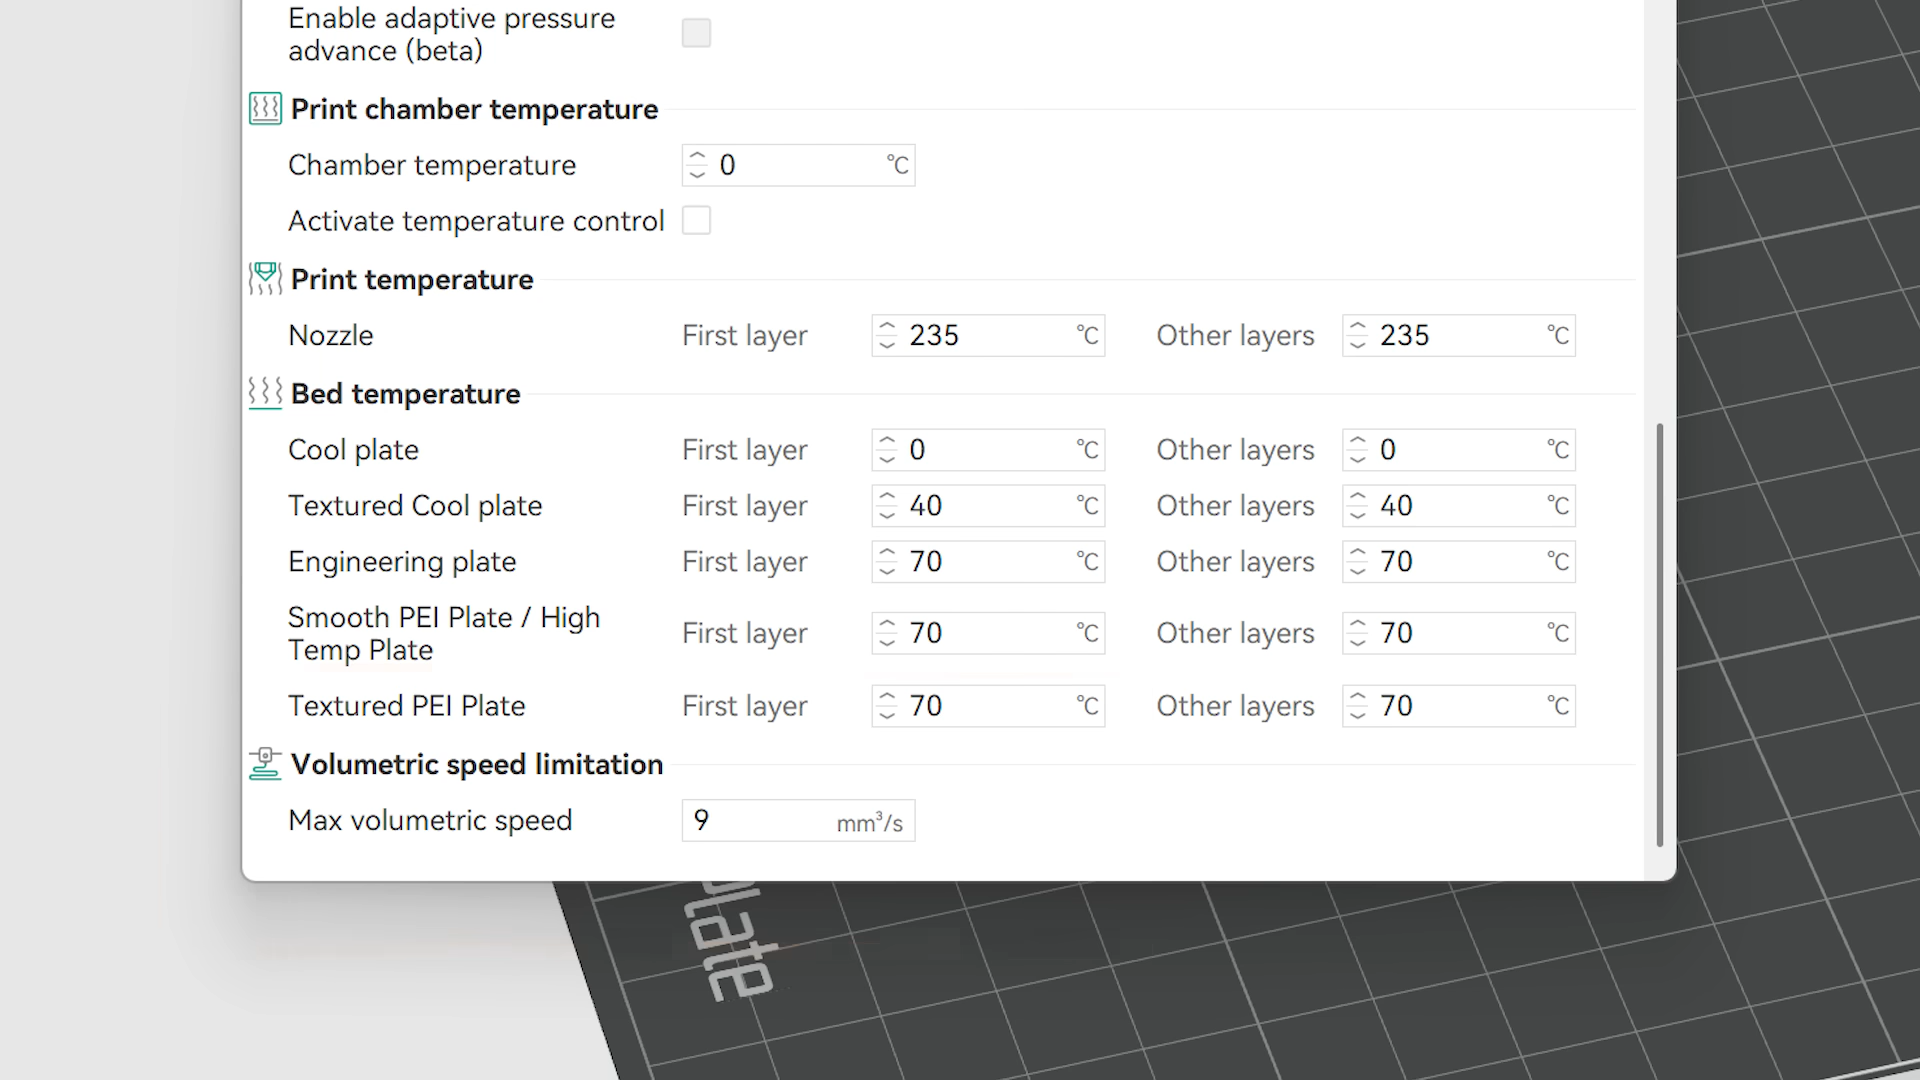 Enable adaptive pressure
advance (beta)
Print chamber temperature
Chamber temperature 0 °C
Activate temperature control
Print temperature
Nozzle First layer 235 °C Other layers 235 °C
Bed temperature
Cool plate First layer 0 °C Other layers 0 °C
Textured Cool plate First layer 40 °C Other layers 40 °C
Engineering plate First layer 70 °C Other layers 70 °C
Smooth PEI Plate / High
Temp Plate First layer 70 °C Other layers 70 °C
Textured PEI Plate First layer 70 °C Other layers 70 °C
Volumetric speed limitation
Max volumetric speed 9 mm³/s
plate